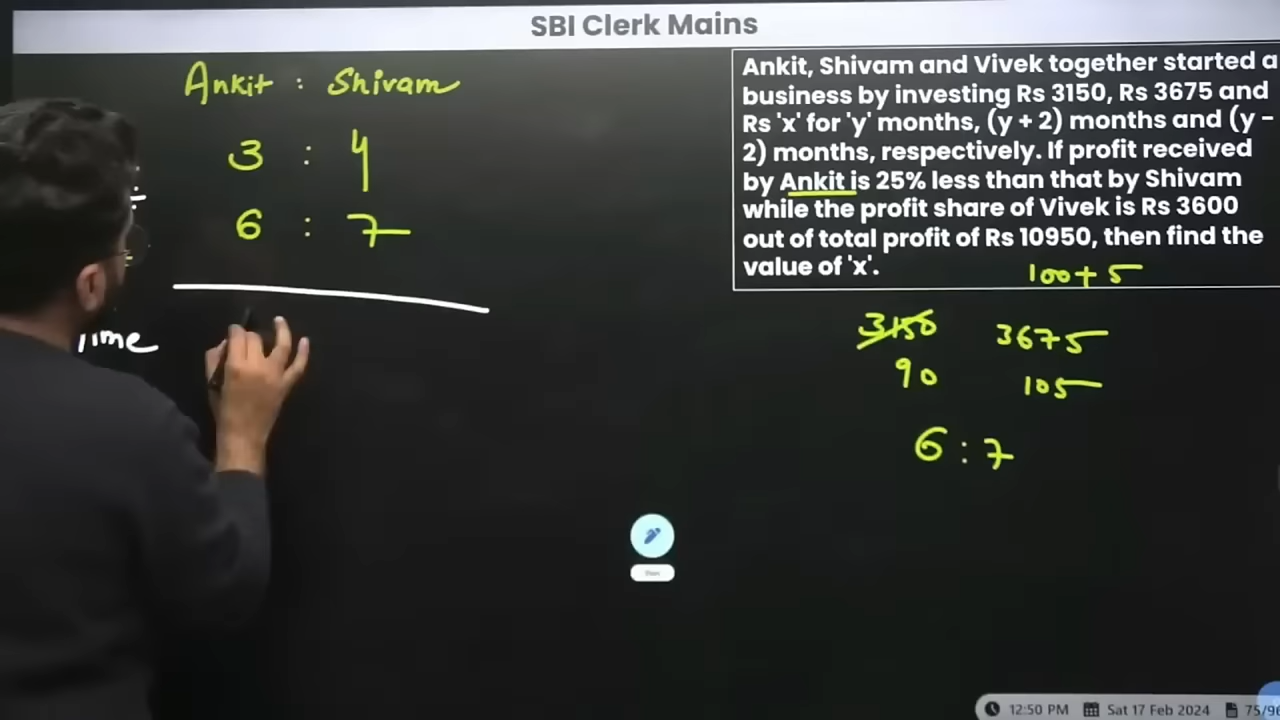 SBI Clerk Mains
Ankit : Shivam
3 : 4
6 : 7
Ankit, Shivam and Vivek together started a
business by investing Rs 3150, Rs 3675 and
Rs 'x' for 'y' months, (y + 2) months and (y -
2) months, respectively. If profit received
by Ankit is 25% less than that by Shivam
while the profit share of Vivek is Rs 3600
out of total profit of Rs 10950, then find the
value of 'x'.
100+5
3150 3675
90 105
6 : 7
12:50 PM Sat 17 Feb 2024